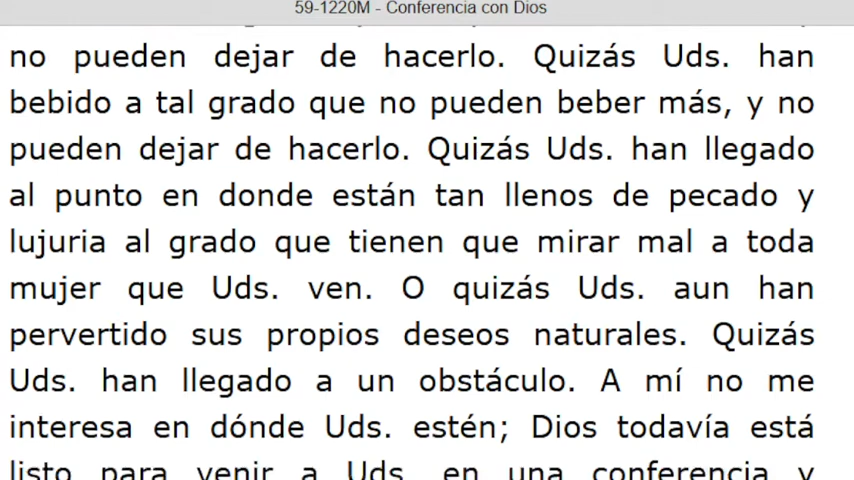 59-1220M - Conferencia con Dios
no pueden dejar de hacerlo. Quizás Uds. han
bebido a tal grado que no pueden beber más, y no
pueden dejar de hacerlo. Quizás Uds. han llegado
al punto en donde están tan llenos de pecado y
lujuria al grado que tienen que mirar mal a toda
mujer que Uds. ven. O quizás Uds. aun han
pervertido sus propios deseos naturales. Quizás
Uds. han llegado a un obstáculo. A mí no me
interesa en dónde Uds. estén; Dios todavía está
listo para venir a Uds. en una conferencia y